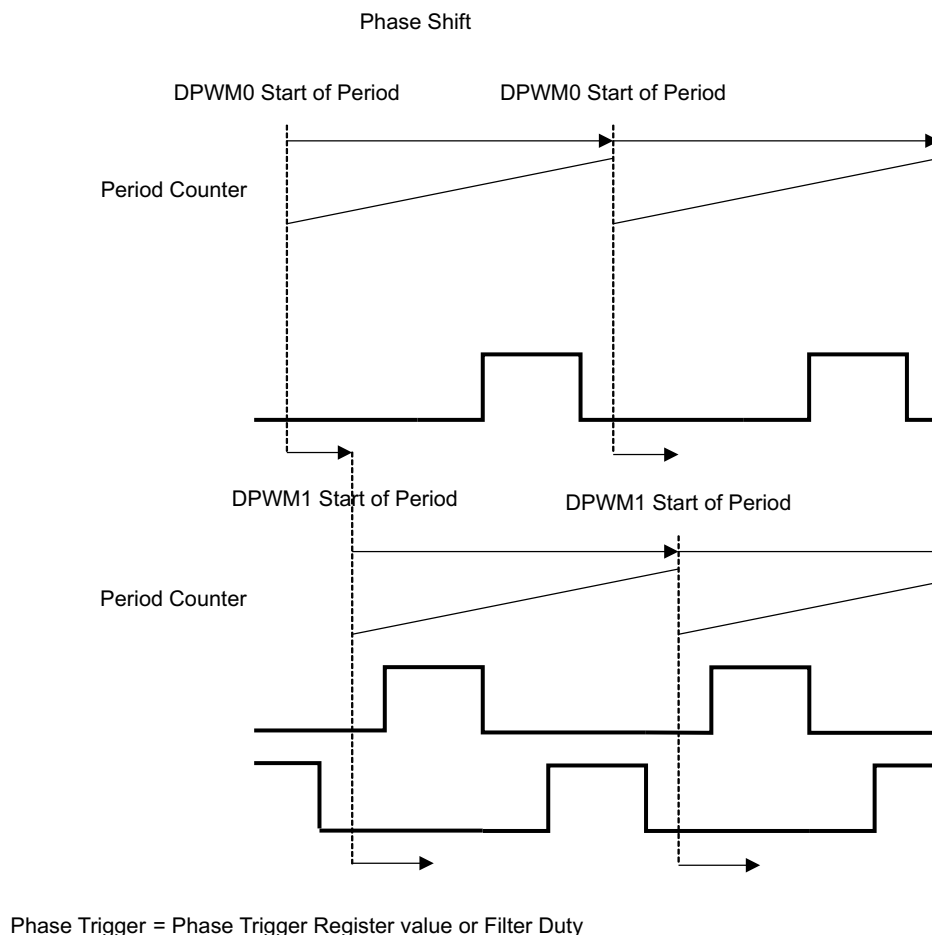 Phase Shift
DPWM0 Start of Period
DPWM0 Start of Period
Period Counter
DPWM1 Start of Period
DPWM1 Start of Period
Period Counter
Phase Trigger = Phase Trigger Register value or Filter Duty